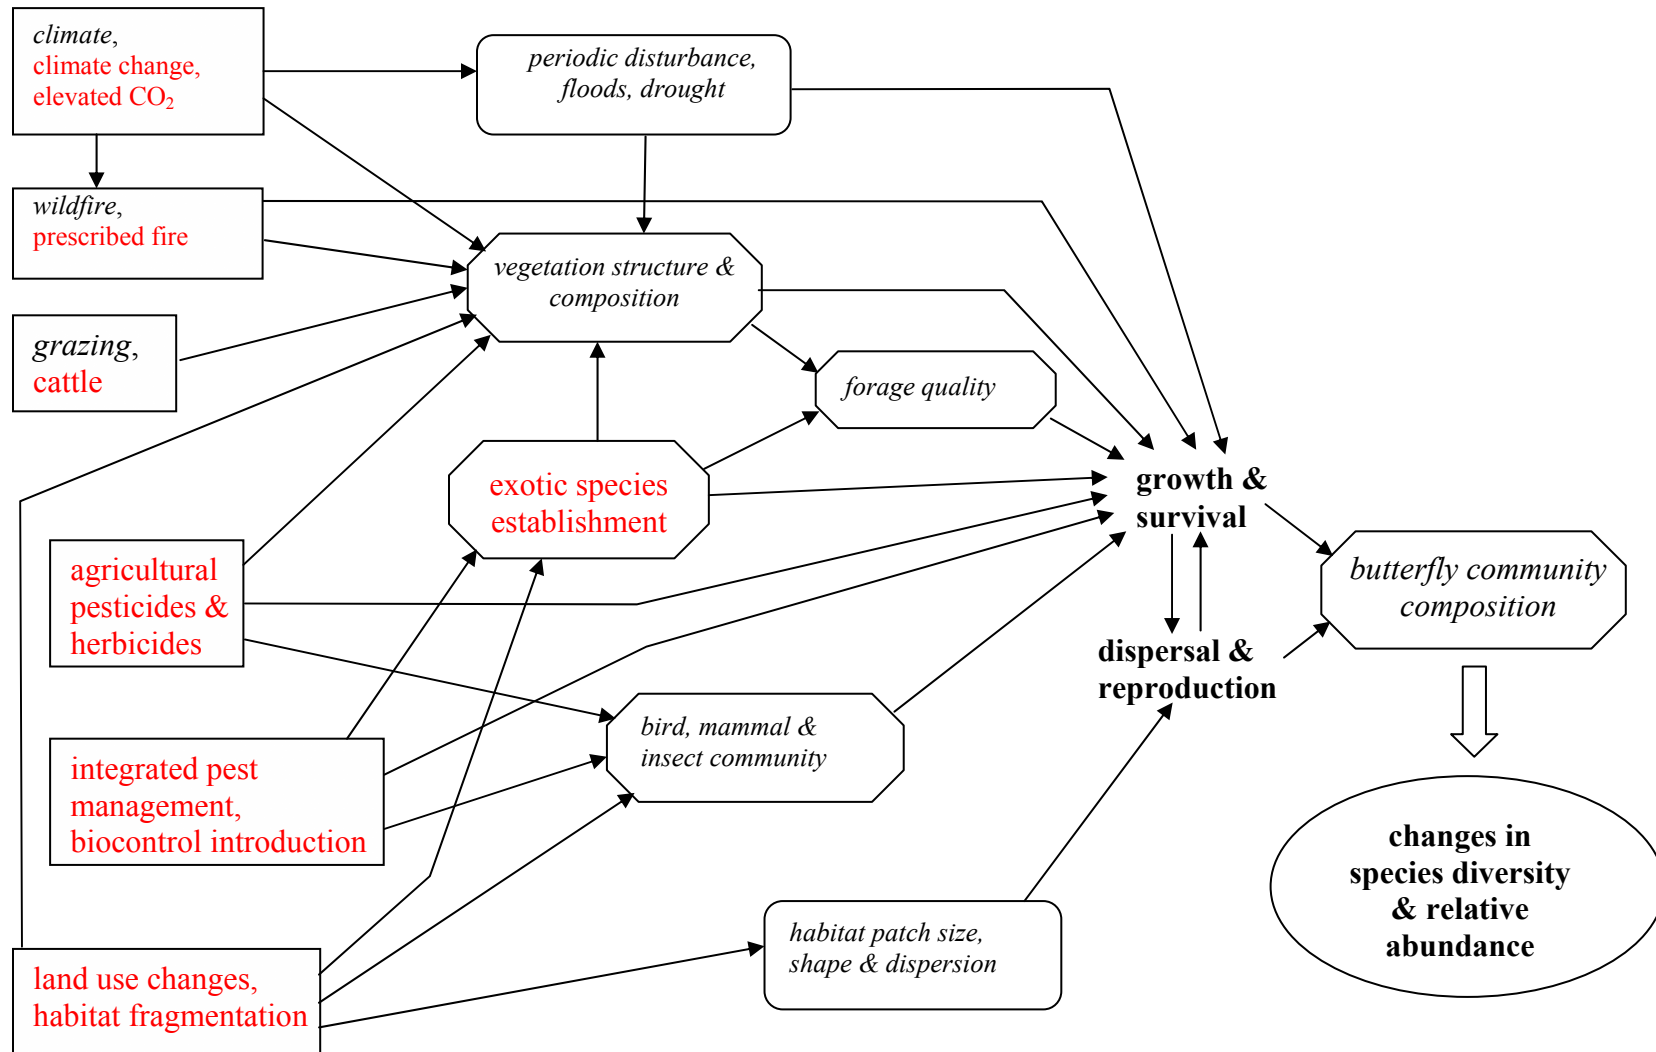 climate,
climate change,
elevated CO₂
periodic disturbance,
floods, drought
wildfire,
prescribed fire
vegetation structure &
composition
grazing,
cattle
forage quality
exotic species
establishment
growth &
survival
agricultural
pesticides &
herbicides
butterfly community
composition
dispersal &
reproduction
bird, mammal &
insect community
integrated pest
management,
biocontrol introduction
changes in
species diversity
& relative
abundance
habitat patch size,
shape & dispersion
land use changes,
habitat fragmentation